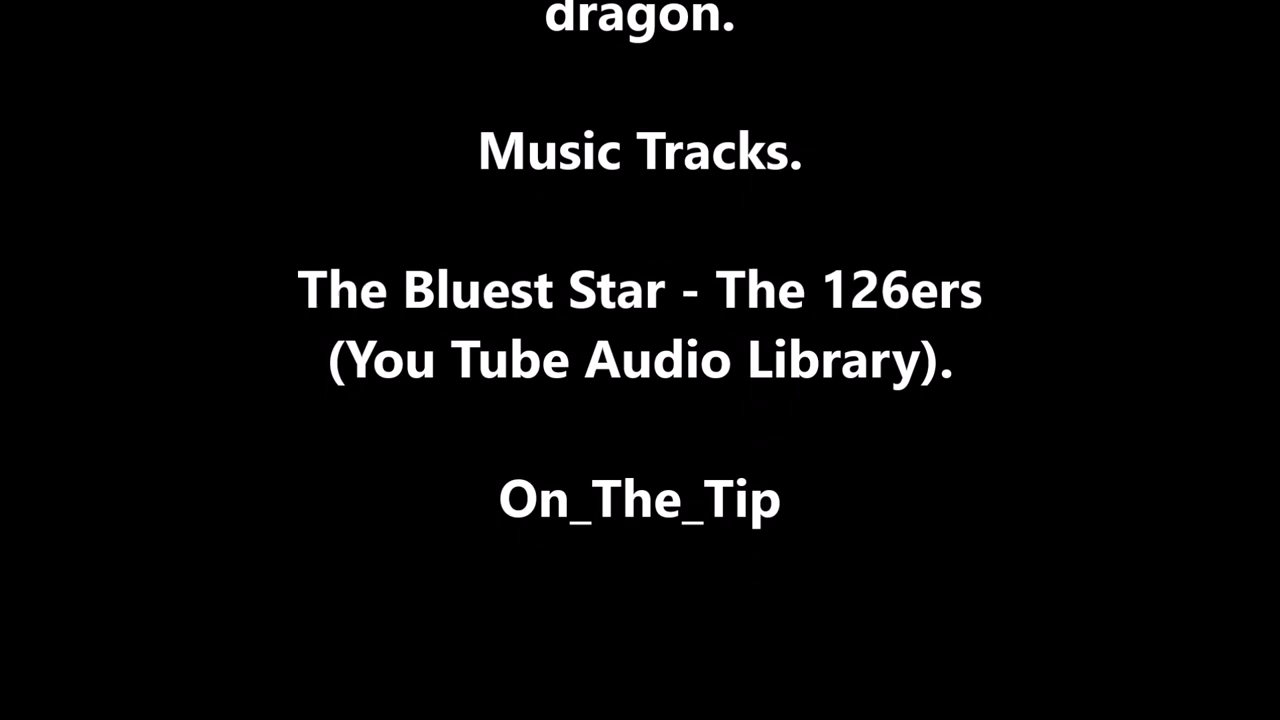 dragon.
Music Tracks.
The Bluest Star - The 126ers
(You Tube Audio Library).
On_The_Tip